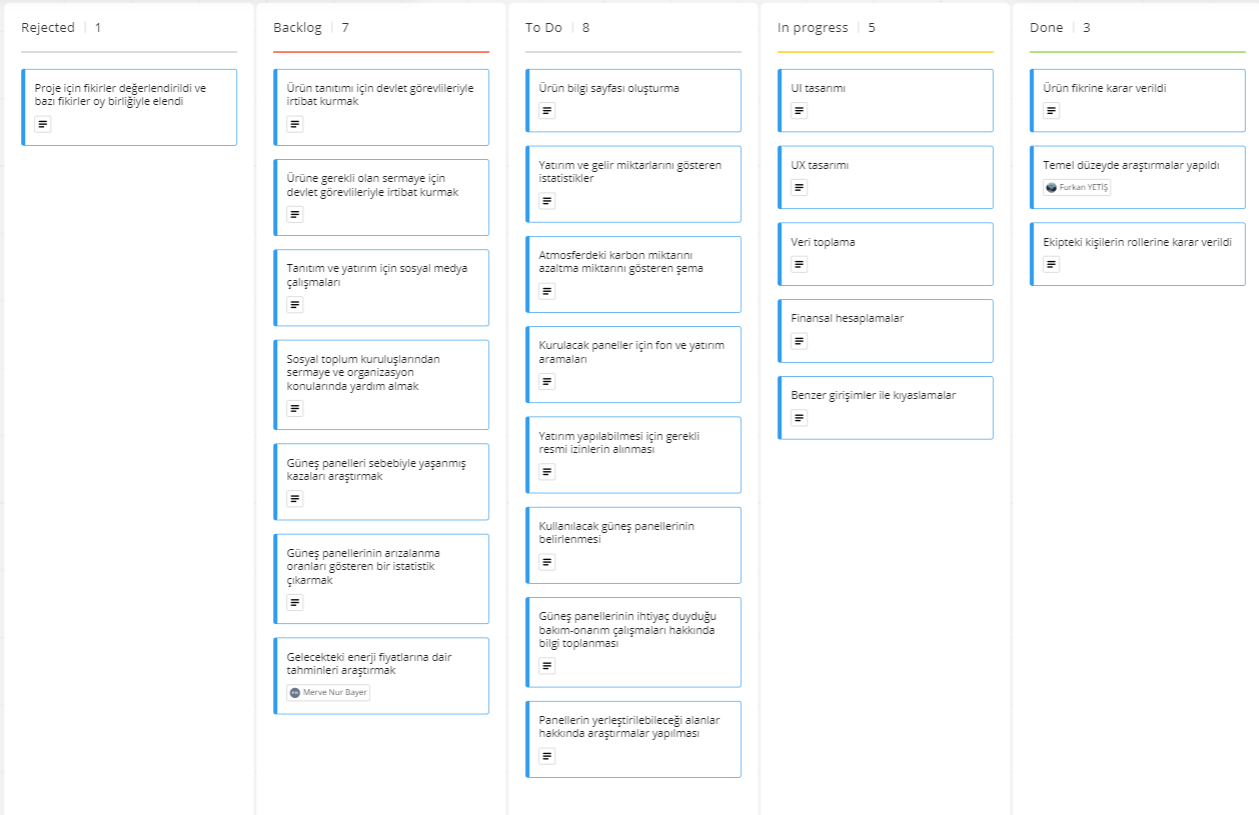 Rejected | 1
Proje için fikirler değerlendirildi ve
bazı fikirler oy birliğiyle elendi
Backlog | 7
Ürün tanıtımı için devlet görevlileriyle
irtibat kurmak
Ürüne gerekli olan sermaye için
devlet görevlileriyle irtibat kurmak
Tanıtım ve yatırım için sosyal medya
çalışmaları
Sosyal toplum kuruluşlarından
sermaye ve organizasyon
konularında yardım almak
Güneş panelleri sebebiyle yaşanmış
kazaları araştırmak
Güneş panellerinin arızalanma
oranları gösteren bir istatistik
çıkarmak
Gelecekteki enerji fiyatlarına dair
tahminleri araştırmak
Merve Nur Bayer
To Do | 8
Ürün bilgi sayfası oluşturma
Yatırım ve gelir miktarlarını gösteren
istatistikler
Atmosferdeki karbon miktarını
azaltma miktarını gösteren şema
Kurulacak paneller için fon ve yatırım
aramaları
Yatırım yapılabilmesi için gerekli
resmi izinlerin alınması
Kullanılacak güneş panellerinin
belirlenmesi
Güneş panellerinin ihtiyaç duyduğu
bakım-onarım çalışmaları hakkında
bilgi toplanması
Panellerin yerleştirilebileceği alanlar
hakkında araştırmalar yapılması
In progress | 5
UI tasarımı
UX tasarımı
Veri toplama
Finansal hesaplamalar
Benzer girişimler ile kıyaslamalar
Done | 3
Ürün fikrine karar verildi
Temel düzeyde araştırmalar yapıldı
Furkan YETİŞ
Ekipteki kişilerin rollerine karar verildi